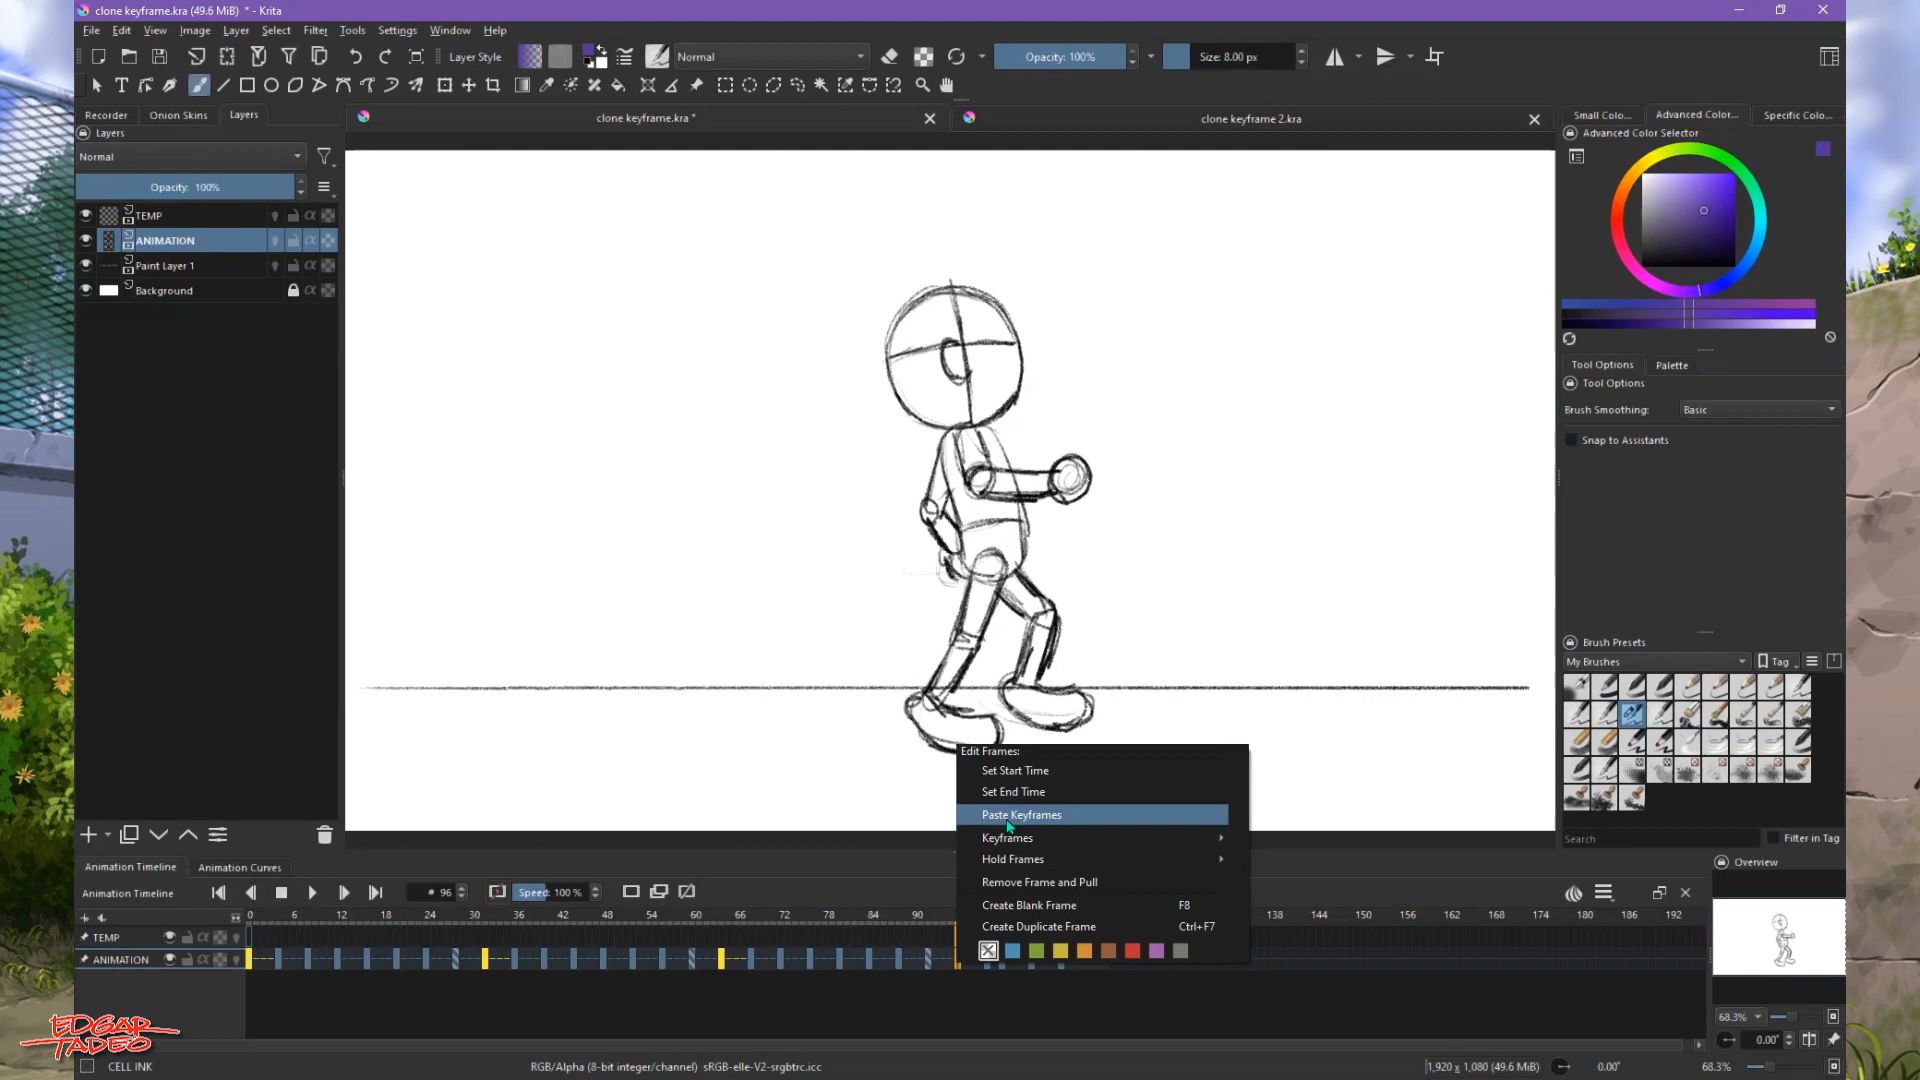 clone keyframe.kra (49.6 MiB) * - Krita
File Edit View Image Layer Select Filter Tools Settings Window Help
Layer Style
Normal
Opacity: 100%
Size: 8.00 px
Recorder Onion Skins Layers
clone keyframe.kra *
clone keyframe 2.kra
Small Colo... Advanced Color... Specific Colo...
Layers
Advanced Color Selector
Normal
Opacity: 100%
TEMP
ANIMATION
Paint Layer 1
Background
Tool Options Palette
Tool Options
Brush Smoothing: Basic
Snap to Assistants
Brush Presets
My Brushes
Tag
Search
Filter in Tag
Edit Frames:
Set Start Time
Set End Time
Paste Keyframes
Keyframes
Hold Frames
Remove Frame and Pull
Create Blank Frame F8
Create Duplicate Frame Ctrl+F7
Animation Timeline Animation Curves
Animation Timeline
# 96
Speed: 100 %
0 6 12 18 24 30 36 42 48 54 60 66 72 78 84 90 138 144 150 156 162 168 174 180 186 192
TEMP
ANIMATION
Overview
68.3%
0.00°
EDGAR
TADEO
CELL INK
RGB/Alpha (8-bit integer/channel) sRGB-elle-V2-srgbtrc.icc
1,920 x 1,080 (49.6 MiB)
0.00°
68.3%